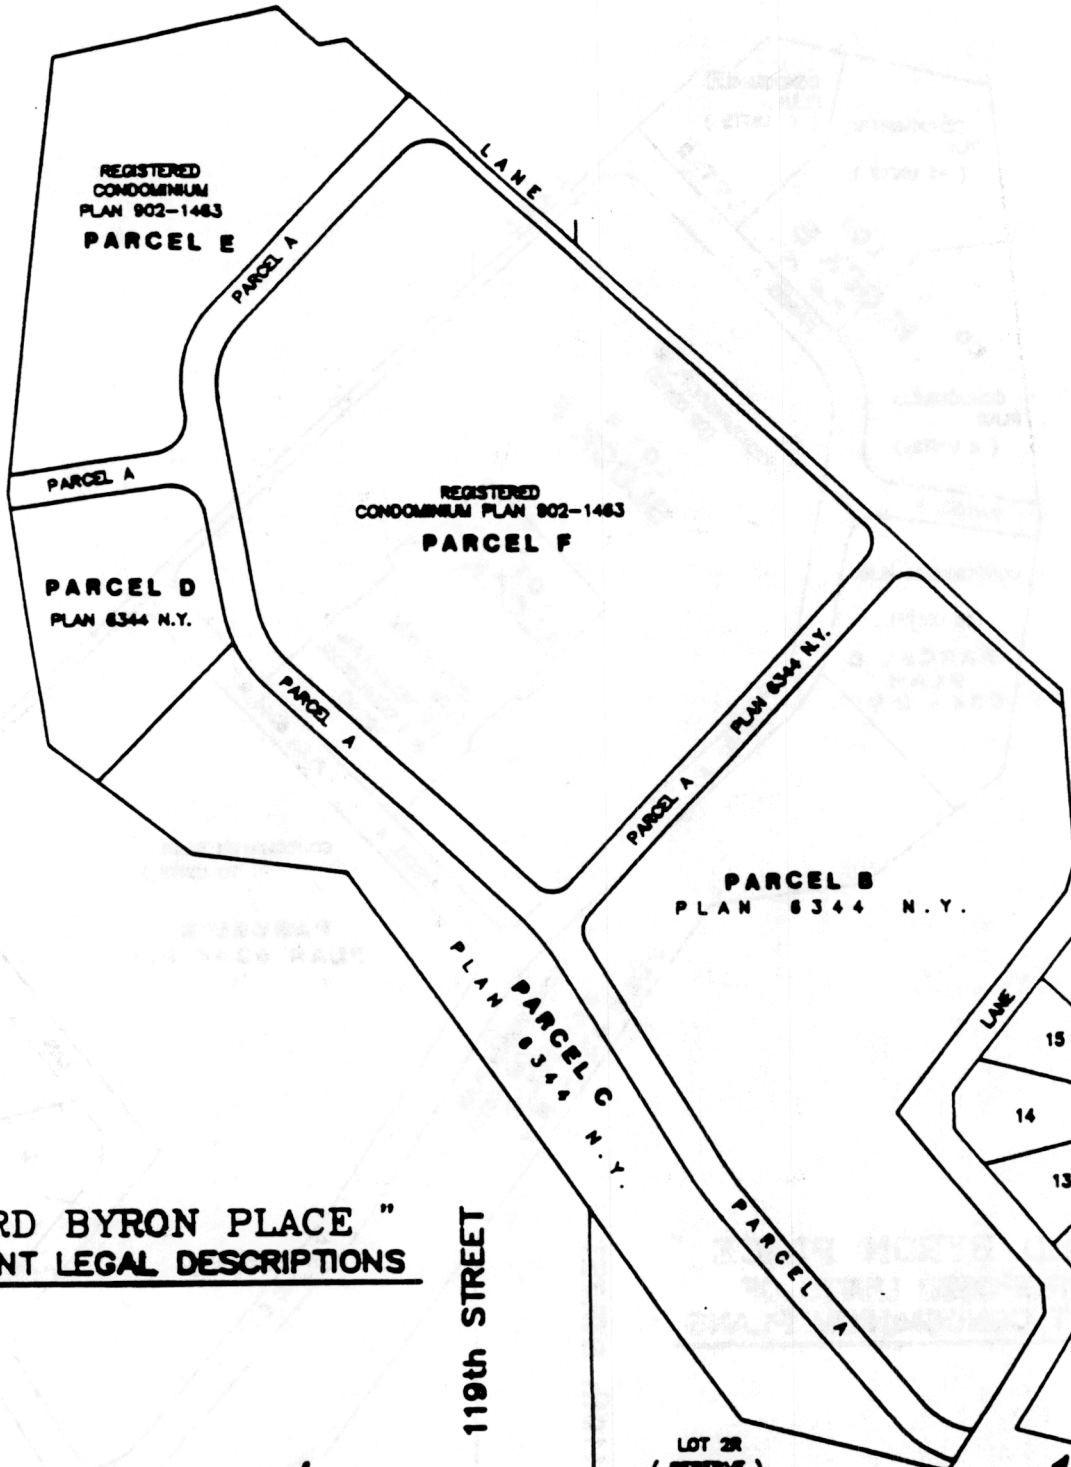 LANE
REGISTERED
CONDOMINIUM
PLAN 902-1463
PARCEL E
PARCEL A
PARCEL A
REGISTERED
CONDOMINIUM PLAN 902-1463
PARCEL F
PARCEL D
PLAN 6344 N.Y.
PARCEL A
PARCEL A PLAN 6344 N.Y.
PARCEL B
PLAN 6344 N.Y.
PARCEL C
PLAN 6344 N.Y.
LANE
15
14
13
PARCEL A
RD BYRON PLACE "
NT LEGAL DESCRIPTIONS
119th STREET
LOT 2R
( RESERVE )